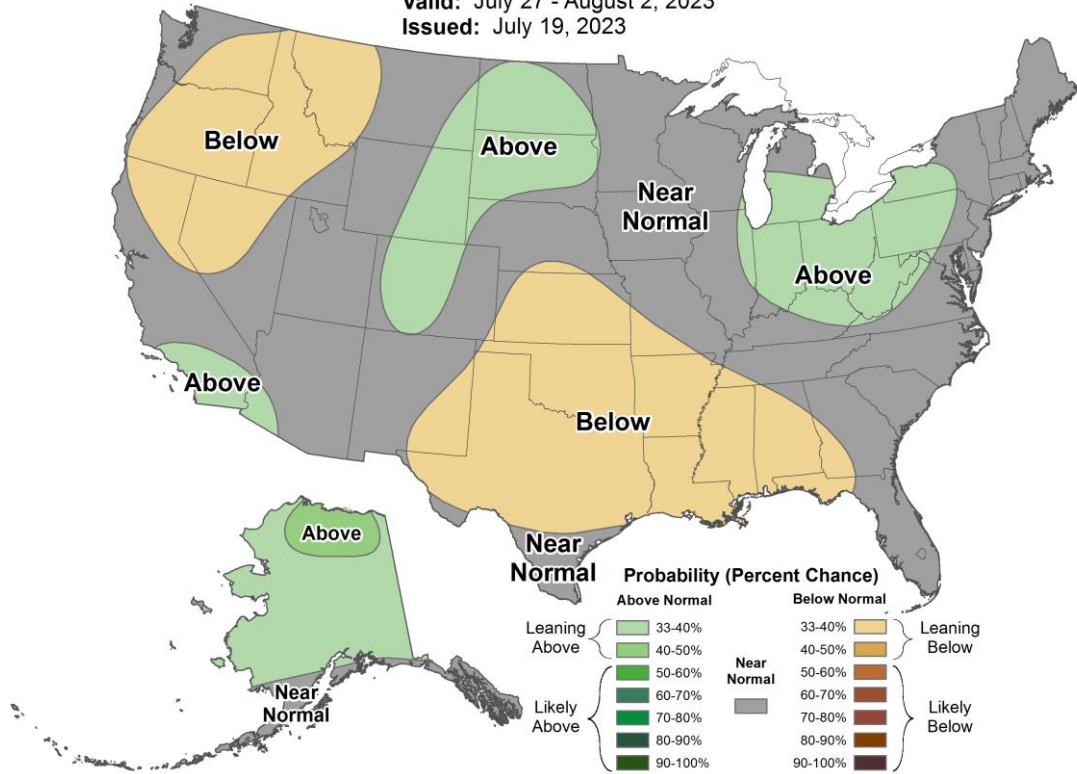 Valid: July 27 - August 2, 2023
Issued: July 19, 2023
Below
Above
Near
Normal
Above
Above
Below
Above
Near
Normal
Near
Normal
Probability (Percent Chance)
Above Normal
Below Normal
Leaning
Above
33-40%
40-50%
Likely
Above
50-60%
60-70%
70-80%
80-90%
90-100%
Near
Normal
33-40%
40-50%
Leaning
Below
50-60%
60-70%
70-80%
80-90%
90-100%
Likely
Below